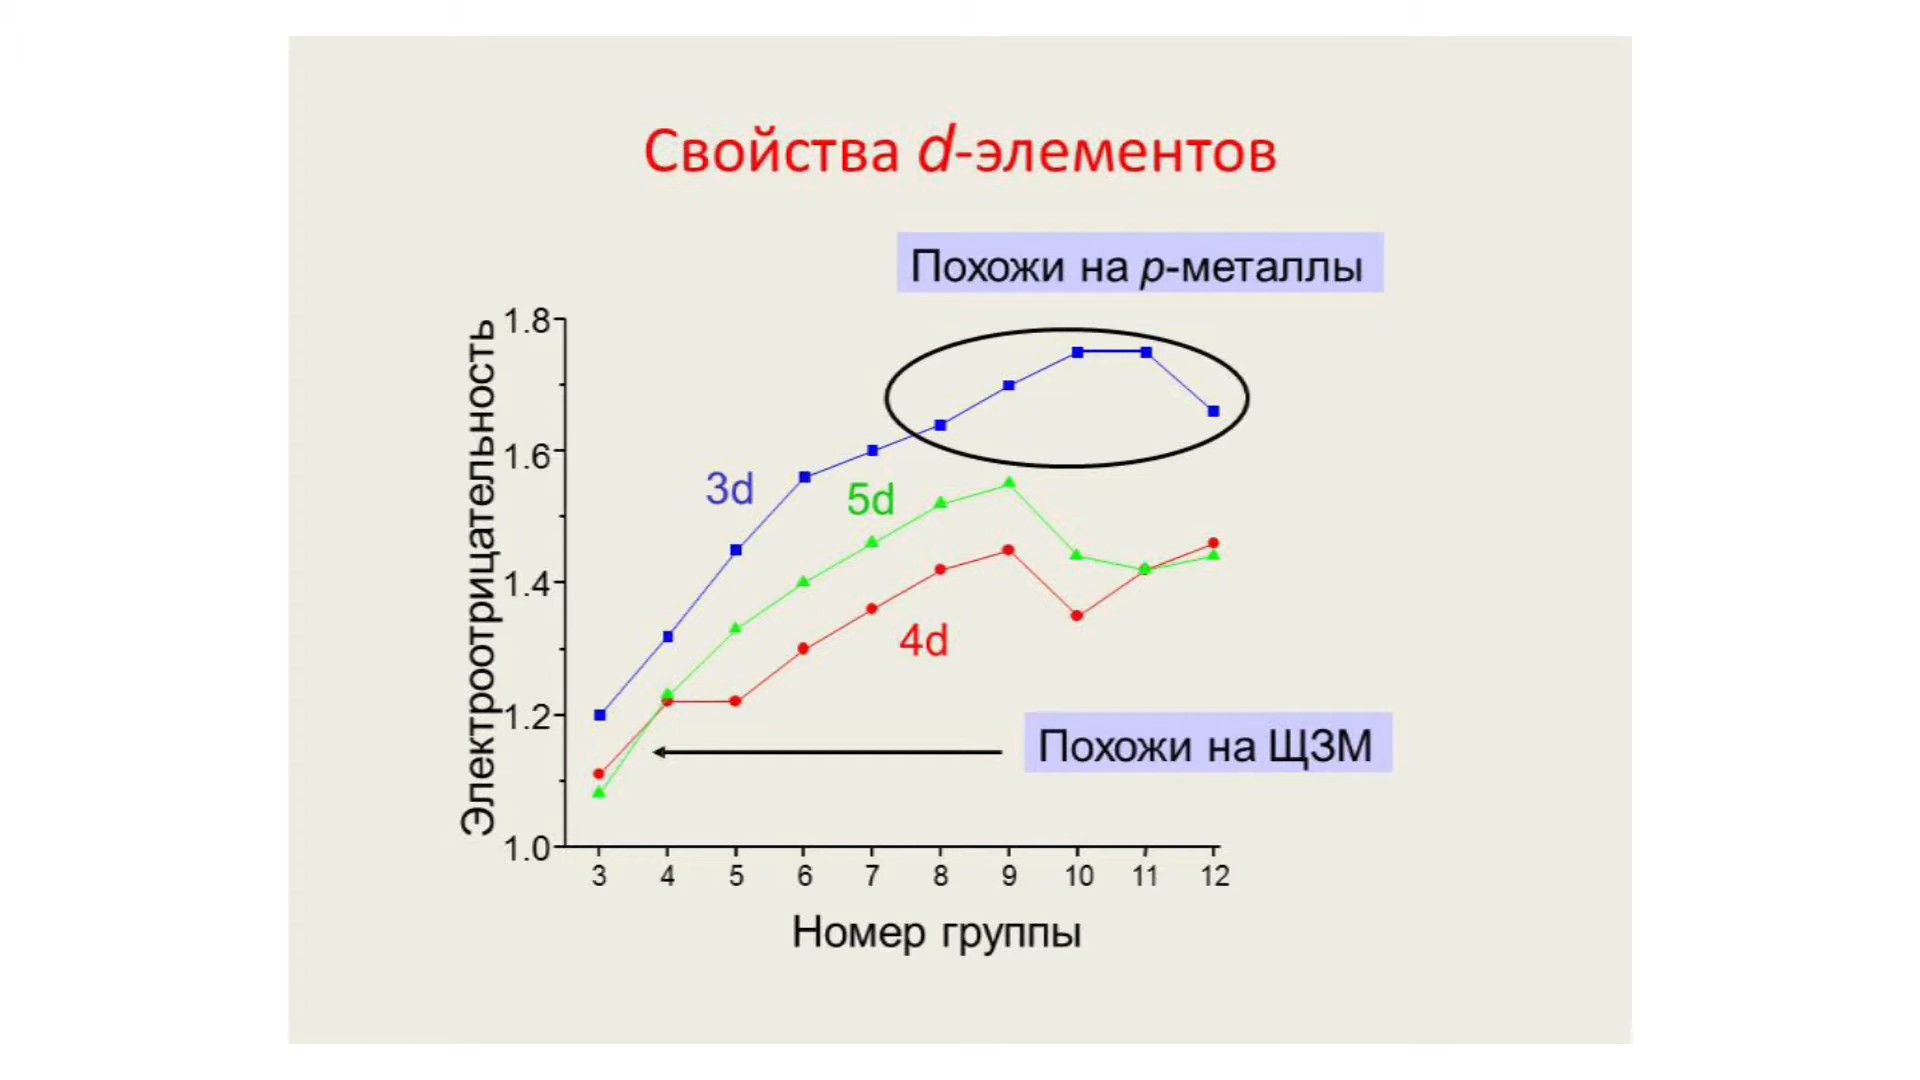 Свойства d-элементов
Похожи на p-металлы
Электроотрицательность
1.8
1.6
1.4
1.2
1.0
3d
5d
4d
Похожи на ЩЗМ
3 4 5 6 7 8 9 10 11 12
Номер группы